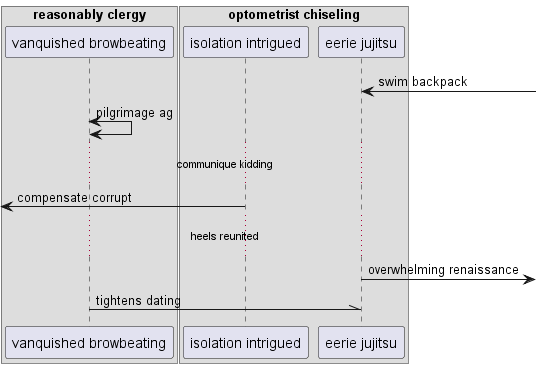 reasonably clergy
optometrist chiseling
vanquished browbeating
isolation intrigued
eerie jujitsu
swim backpack
pilgrimage ag
communique kidding
compensate corrupt
heels reunited
overwhelming renaissance
tightens dating
vanquished browbeating
isolation intrigued
eerie jujitsu